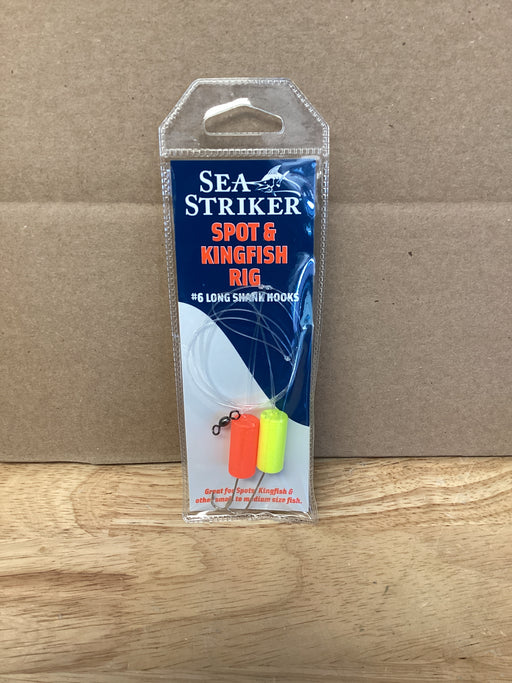 SEA
STRIKER
SPOT &
KINGFISH
RIG
#6 LONG SHANK HOOKS
Great for Spots, Kingfish &
other small to medium size fish.